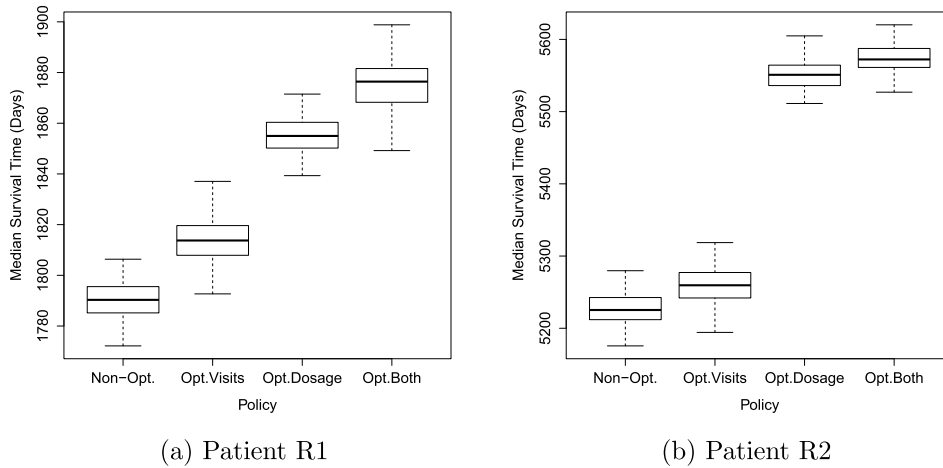 Median Survival Time (Days)
1900
1880
1860
1840
1820
1800
1780
Non−Opt.
Opt.Visits
Opt.Dosage
Opt.Both
Policy
(a) Patient R1
Median Survival Time (Days)
5600
5500
5400
5300
5200
Non−Opt.
Opt.Visits
Opt.Dosage
Opt.Both
Policy
(b) Patient R2